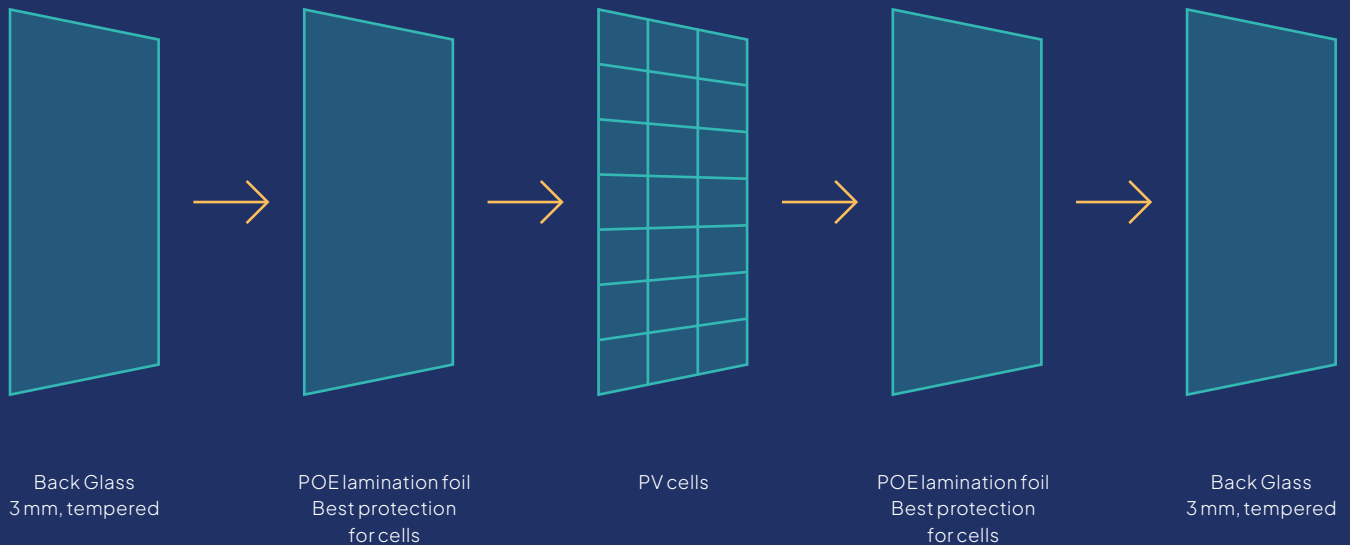 Back Glass
3 mm, tempered
POE lamination foil
Best protection
for cells
PV cells
POE lamination foil
Best protection
for cells
Back Glass
3 mm, tempered